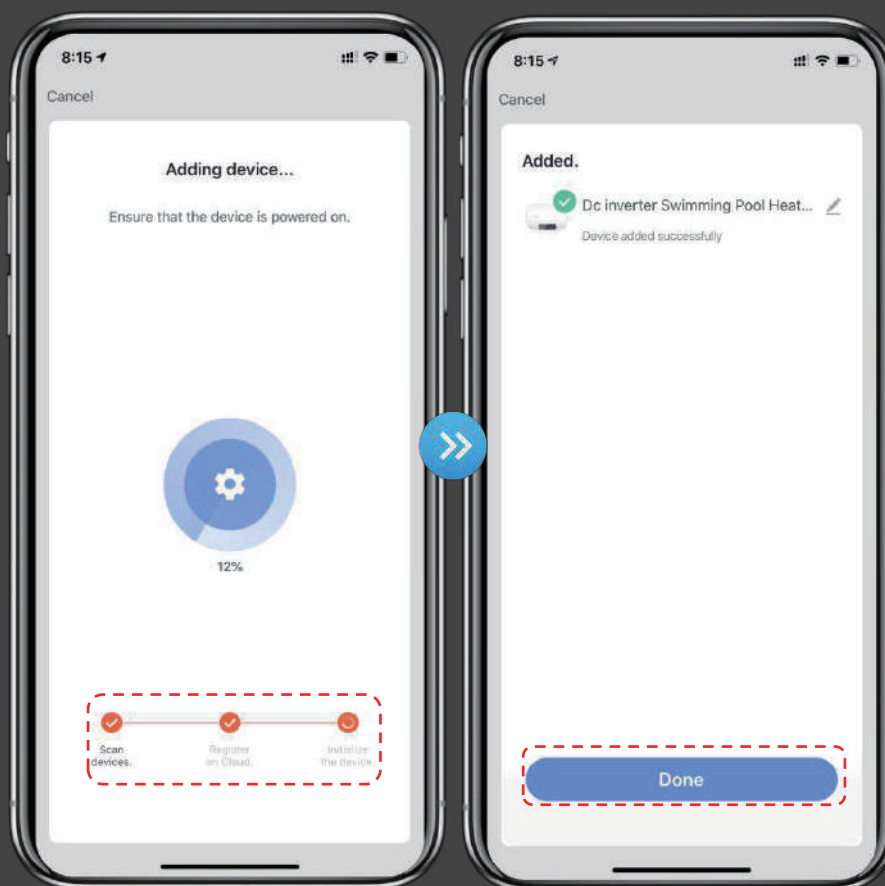 8:15
Cancel
Adding device...
Ensure that the device is powered on.
12%
Scan
devices.
Register
on Cloud.
Initialize
the device.
8:15
Cancel
Added.
Dc inverter Swimming Pool Heat...
Device added successfully
Done